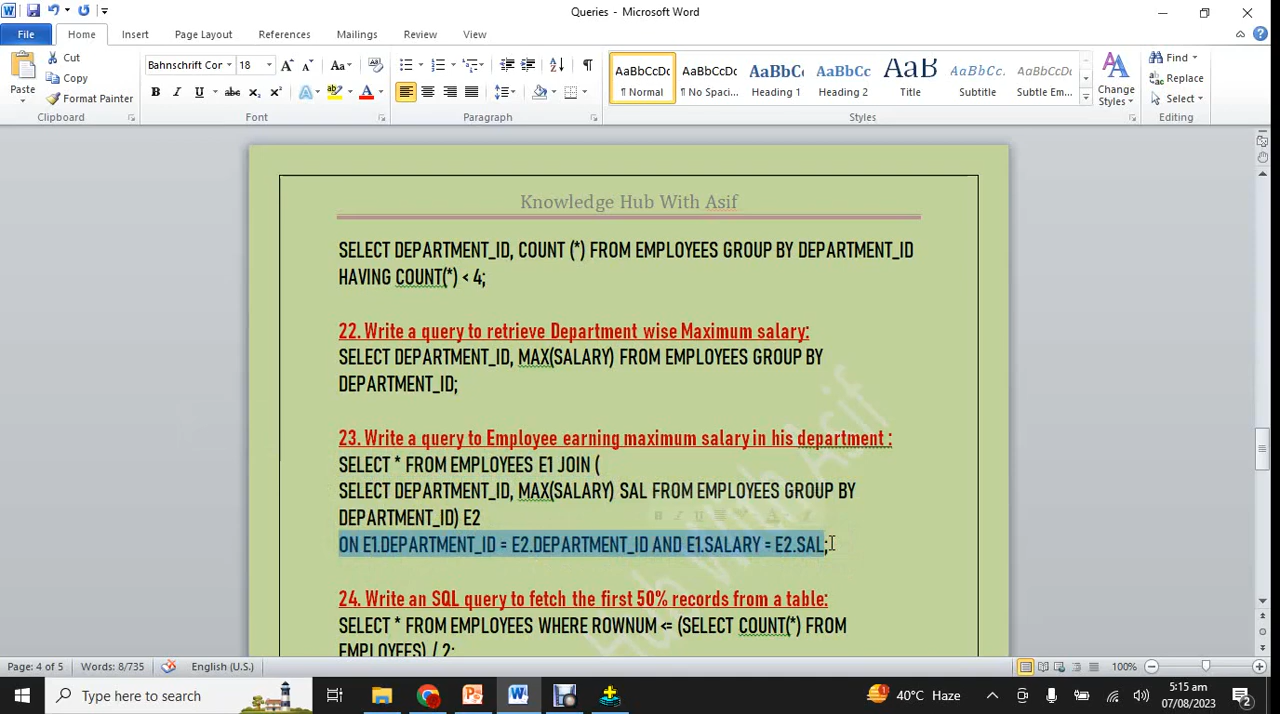 Queries - Microsoft Word
File Home Insert Page Layout References Mailings Review View
Paste
Cut
Copy
Format Painter
Clipboard
Bahnschrift Cor 18
Font
Paragraph
AaBbCcDc AaBbCcDc AaBbCc AaBbCc AaB AaBbCc. AaBbCcDc
¶ Normal ¶ No Spaci... Heading 1 Heading 2 Title Subtitle Subtle Em...
Change Styles
Styles
Find
Replace
Select
Editing
Knowledge Hub With Asif
SELECT DEPARTMENT_ID, COUNT (*) FROM EMPLOYEES GROUP BY DEPARTMENT_ID
HAVING COUNT(*) < 4;
22. Write a query to retrieve Department wise Maximum salary:
SELECT DEPARTMENT_ID, MAX(SALARY) FROM EMPLOYEES GROUP BY
DEPARTMENT_ID;
23. Write a query to Employee earning maximum salary in his department :
SELECT * FROM EMPLOYEES E1 JOIN (
SELECT DEPARTMENT_ID, MAX(SALARY) SAL FROM EMPLOYEES GROUP BY
DEPARTMENT_ID) E2
ON E1.DEPARTMENT_ID = E2.DEPARTMENT_ID AND E1.SALARY = E2.SAL;
24. Write an SQL query to fetch the first 50% records from a table:
SELECT * FROM EMPLOYEES WHERE ROWNUM <= (SELECT COUNT(*) FROM
EMPLOYEES) / 2;
Hub With Asif
Page: 4 of 5 Words: 8/735 English (U.S.) 100%
Type here to search
40°C Haze
5:15 am
07/08/2023
2